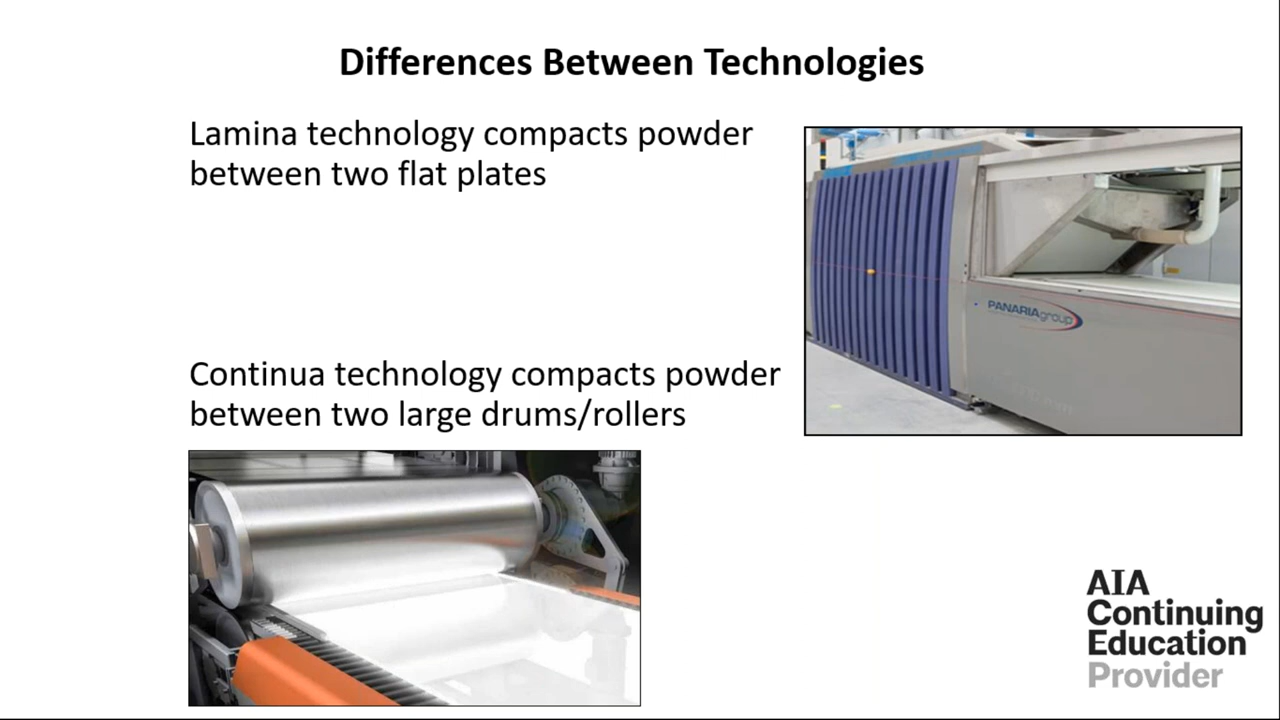 Differences Between Technologies
Lamina technology compacts powder
between two flat plates
PANARIAgroup
Continua technology compacts powder
between two large drums/rollers
AIA
Continuing
Education
Provider